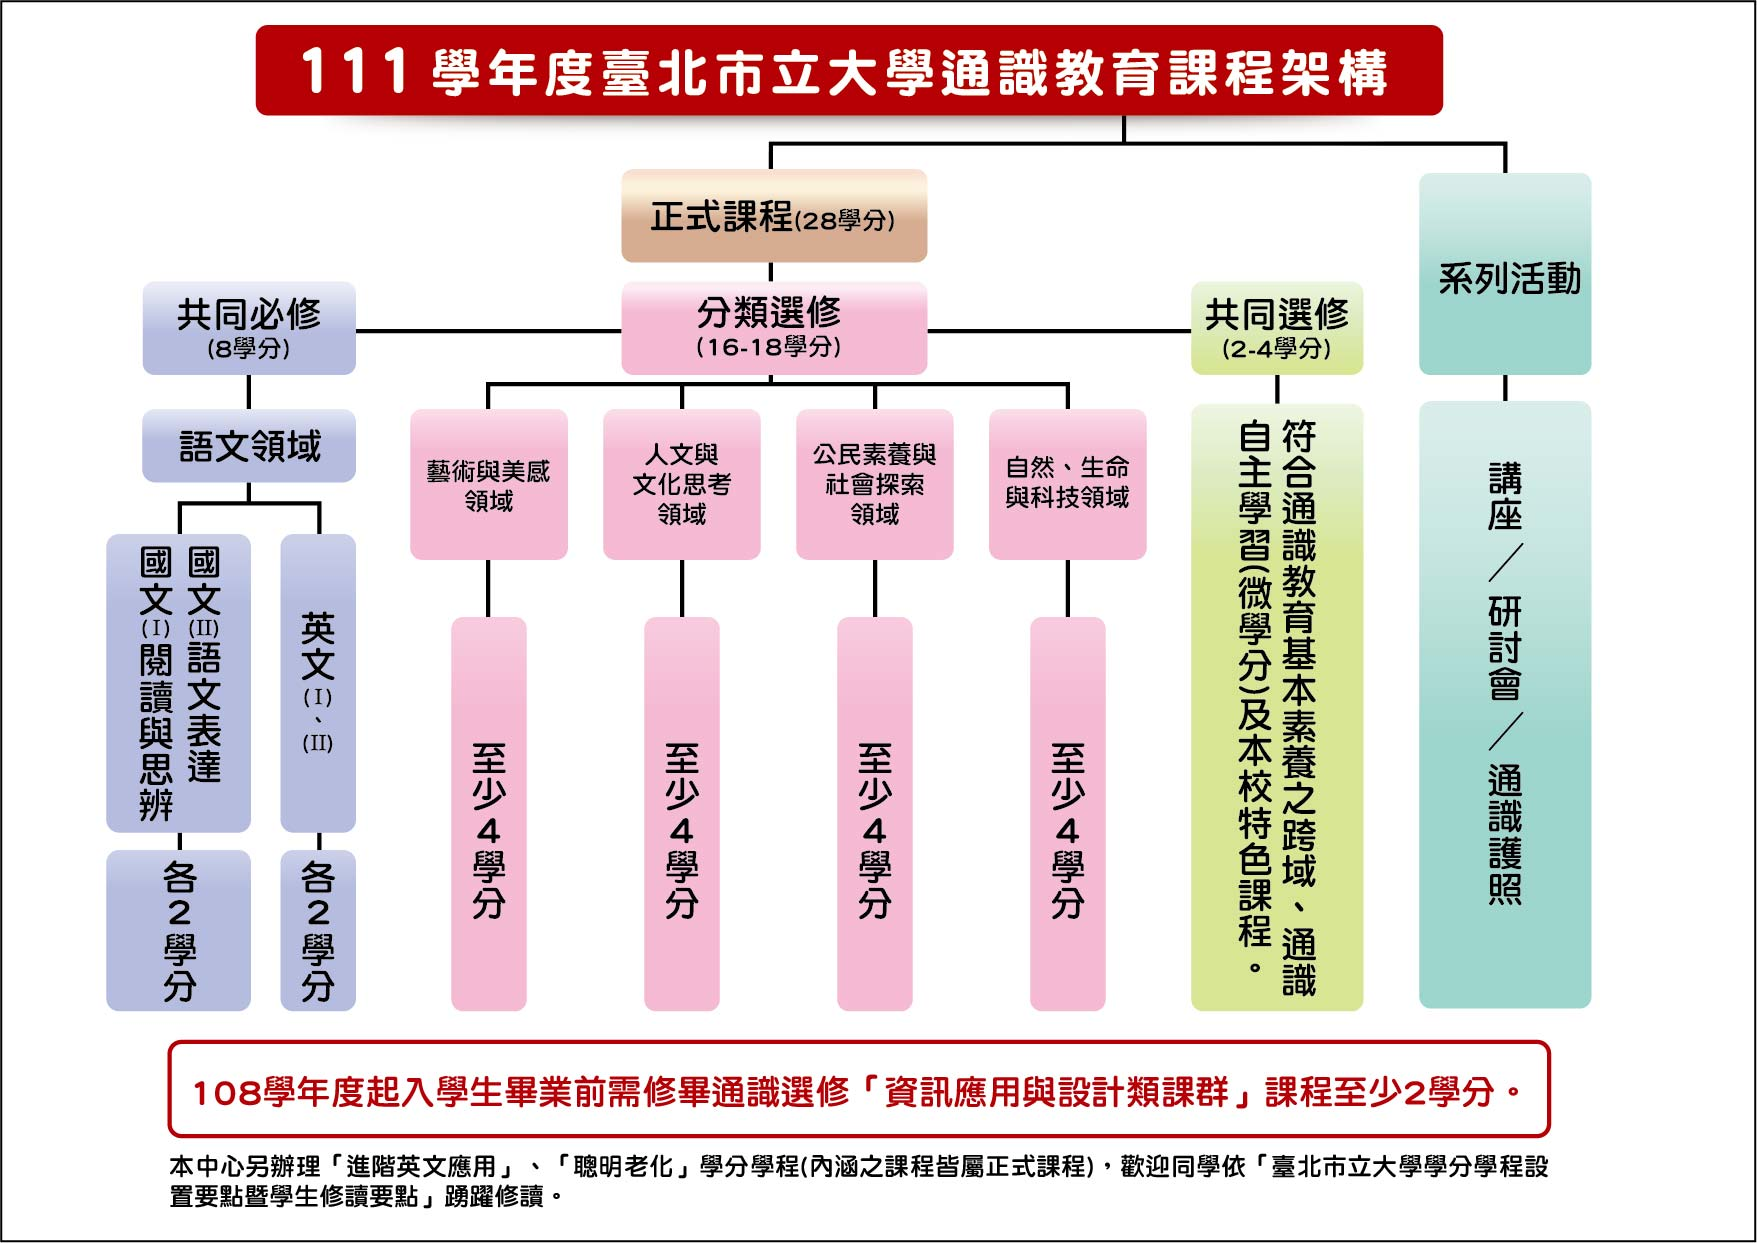 111學年度臺北市立大學通識教育課程架構
正式課程(28學分)
系列活動
共同必修
(8學分)
分類選修
(16-18學分)
共同選修
(2-4學分)
語文領域
藝術與美感
領域
人文與
文化思考
領域
公民素養與
社會探索
領域
自然、生命
與科技領域
國文(I)閱讀與思辨
國文(II)語文表達
英文(I)、(II)
各2學分
各2學分
至少4學分
至少4學分
至少4學分
至少4學分
符合通識教育基本素養之跨域、通識
自主學習(微學分)及本校特色課程。
講座／研討會／通識護照
108學年度起入學生畢業前需修畢通識選修「資訊應用與設計類課群」課程至少2學分。
本中心另辦理「進階英文應用」、「聰明老化」學分學程(內涵之課程皆屬正式課程)，歡迎同學依「臺北市立大學學分學程設
置要點暨學生修讀要點」踴躍修讀。